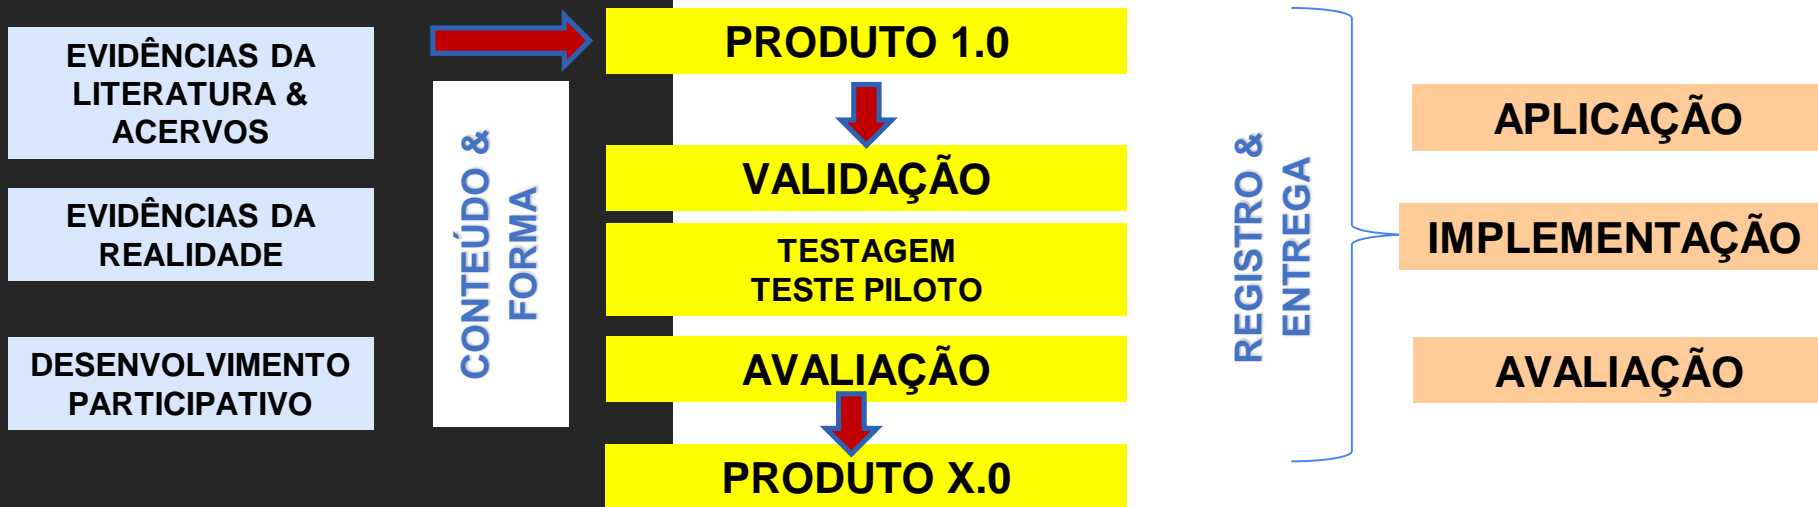 EVIDÊNCIAS DA
LITERATURA &
ACERVOS
EVIDÊNCIAS DA
REALIDADE
DESENVOLVIMENTO
PARTICIPATIVO
CONTEÚDO &
FORMA
PRODUTO 1.0
VALIDAÇÃO
TESTAGEM
TESTE PILOTO
AVALIAÇÃO
PRODUTO X.0
REGISTRO &
ENTREGA
APLICAÇÃO
IMPLEMENTAÇÃO
AVALIAÇÃO